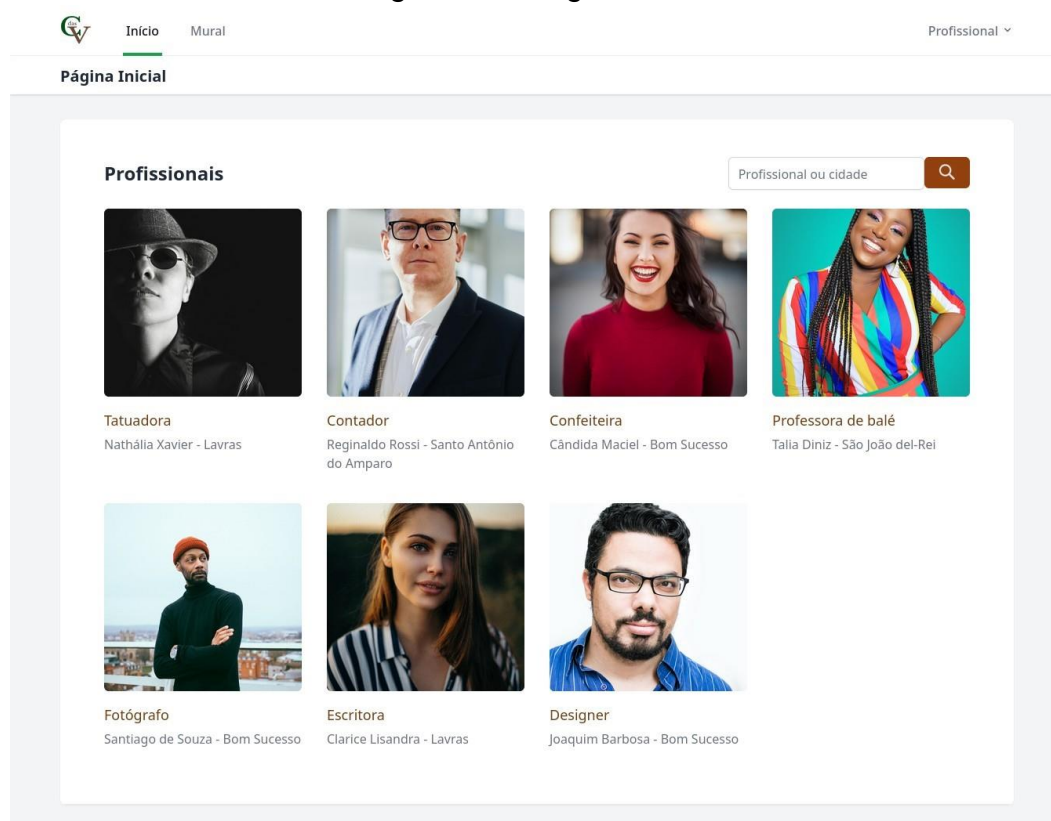 C das V
Início
Mural
Profissional
Página Inicial
Profissionais
Profissional ou cidade
Tatuadora
Nathália Xavier - Lavras
Contador
Reginaldo Rossi - Santo Antônio
do Amparo
Confeiteira
Cândida Maciel - Bom Sucesso
Professora de balé
Talia Diniz - São João del-Rei
Fotógrafo
Santiago de Souza - Bom Sucesso
Escritora
Clarice Lisandra - Lavras
Designer
Joaquim Barbosa - Bom Sucesso